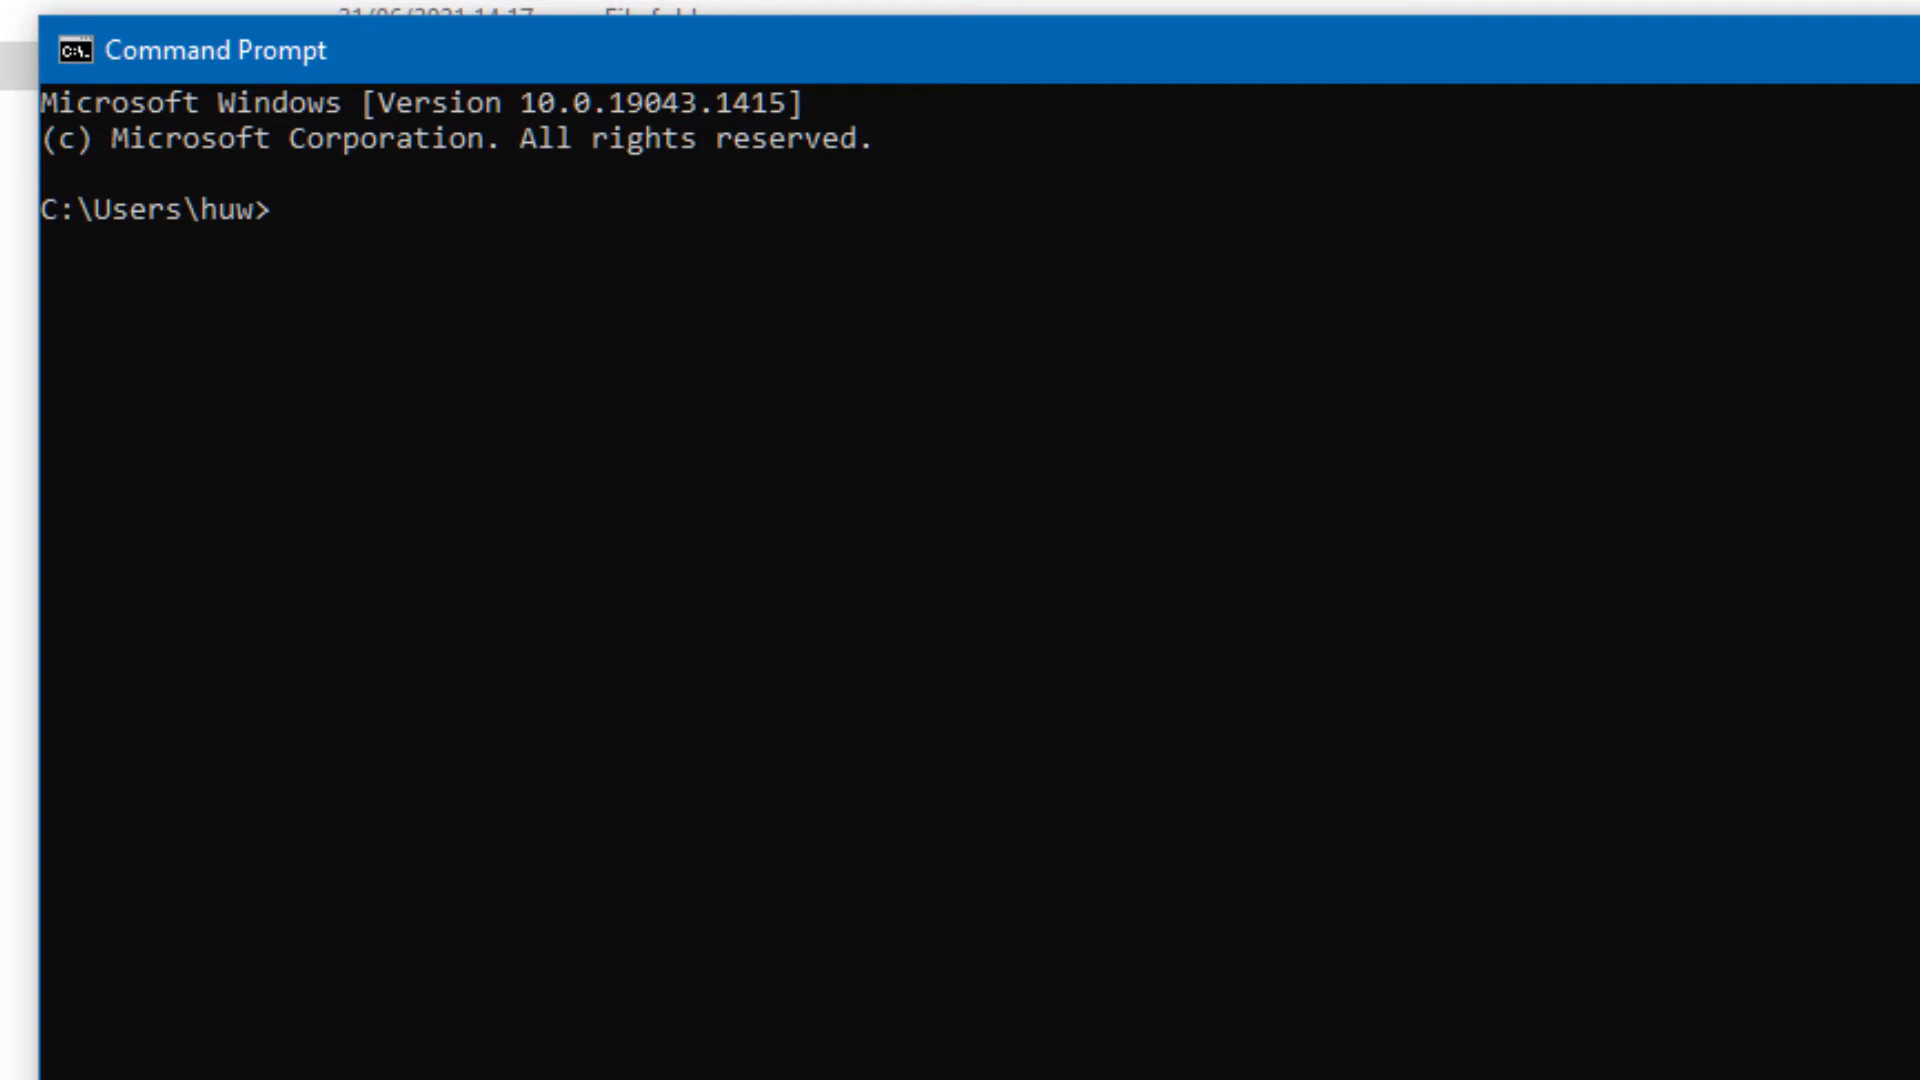 Command Prompt
Microsoft Windows [Version 10.0.19043.1415]
(c) Microsoft Corporation. All rights reserved.
C:\Users\huw>